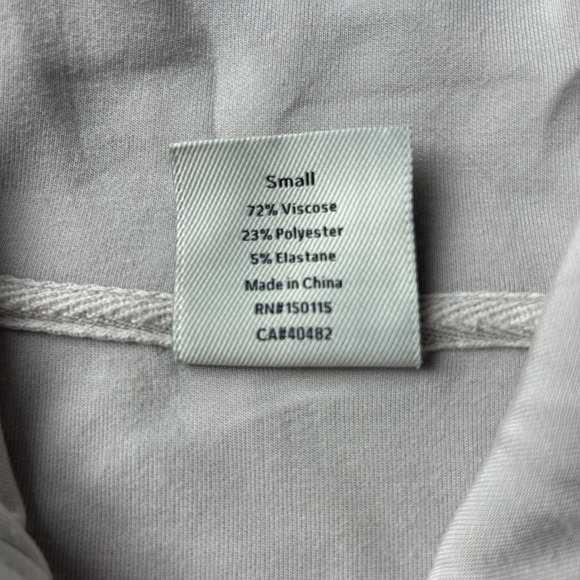 Small
72% Viscose
23% Polyester
5% Elastane
Made in China
RN#150115
CA#40482